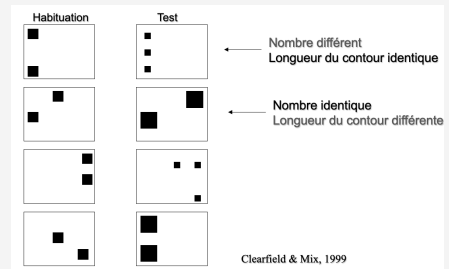 Habituation Test
Nombre différent
Longueur du contour identique
Nombre identique
Longueur du contour différente
Clearfield & Mix, 1999